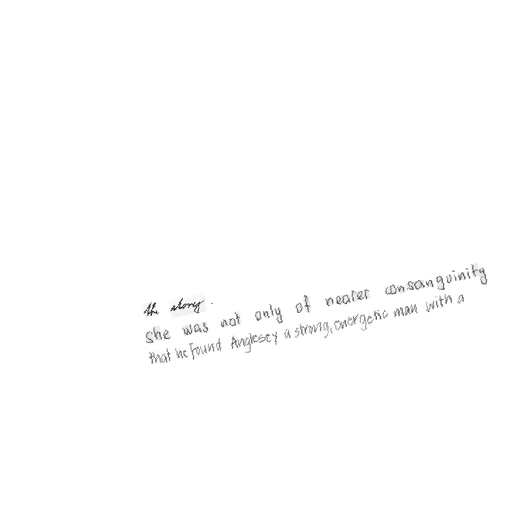 the story.
she was not only of nearer consanguinity
that he found Anglesey a strong, energetic man with a